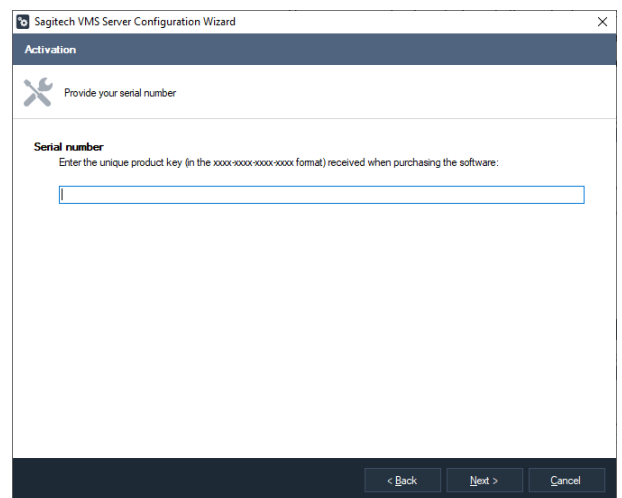 Sagitech VMS Server Configuration Wizard
Activation
Provide your serial number
Serial number
Enter the unique product key (in the xxxx-xxxx-xxxx-xxxx format) received when purchasing the software:
< Back
Next >
Cancel